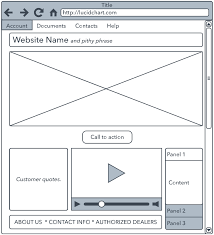 Title
http://lucidchart.com
Account Documents Contacts Help
Website Name and pithy phrase
Call to action
Customer quotes.
Panel 1
Content
Panel 2
Panel 3
ABOUT US * CONTACT INFO * AUTHORIZED DEALERS